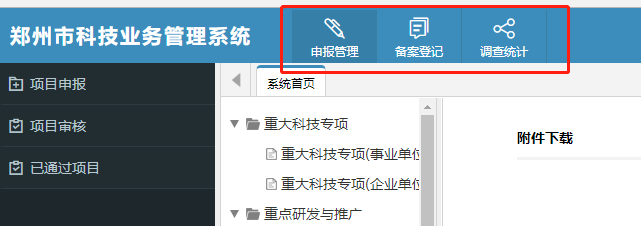 郑州市科技业务管理系统
申报管理 备案登记 调查统计
项目申报
项目审核
已通过项目
系统首页
重大科技专项
重大科技专项(事业单位
重大科技专项(企业单位
重点研发与推广
附件下载